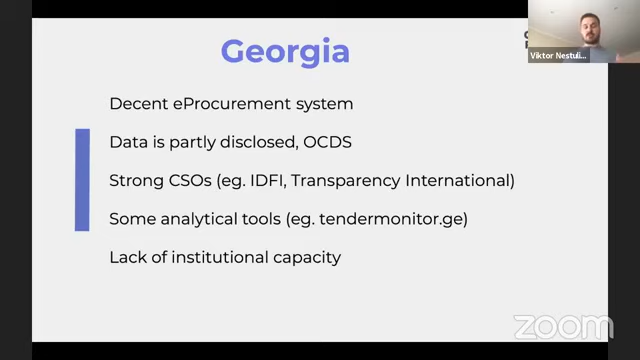 Georgia
Decent eProcurement system
Data is partly disclosed, OCDS
Strong CSOs (eg. IDFI, Transparency International)
Some analytical tools (eg. tendermonitor.ge)
Lack of institutional capacity
Viktor Nestuli...
zoom